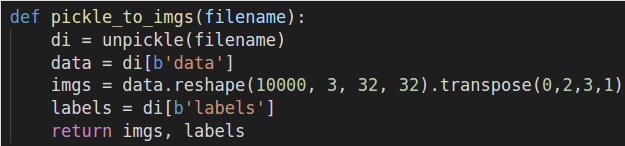 def pickle_to_imgs(filename):
    di = unpickle(filename)
    data = di[b'data']
    imgs = data.reshape(10000, 3, 32, 32).transpose(0,2,3,1)
    labels = di[b'labels']
    return imgs, labels